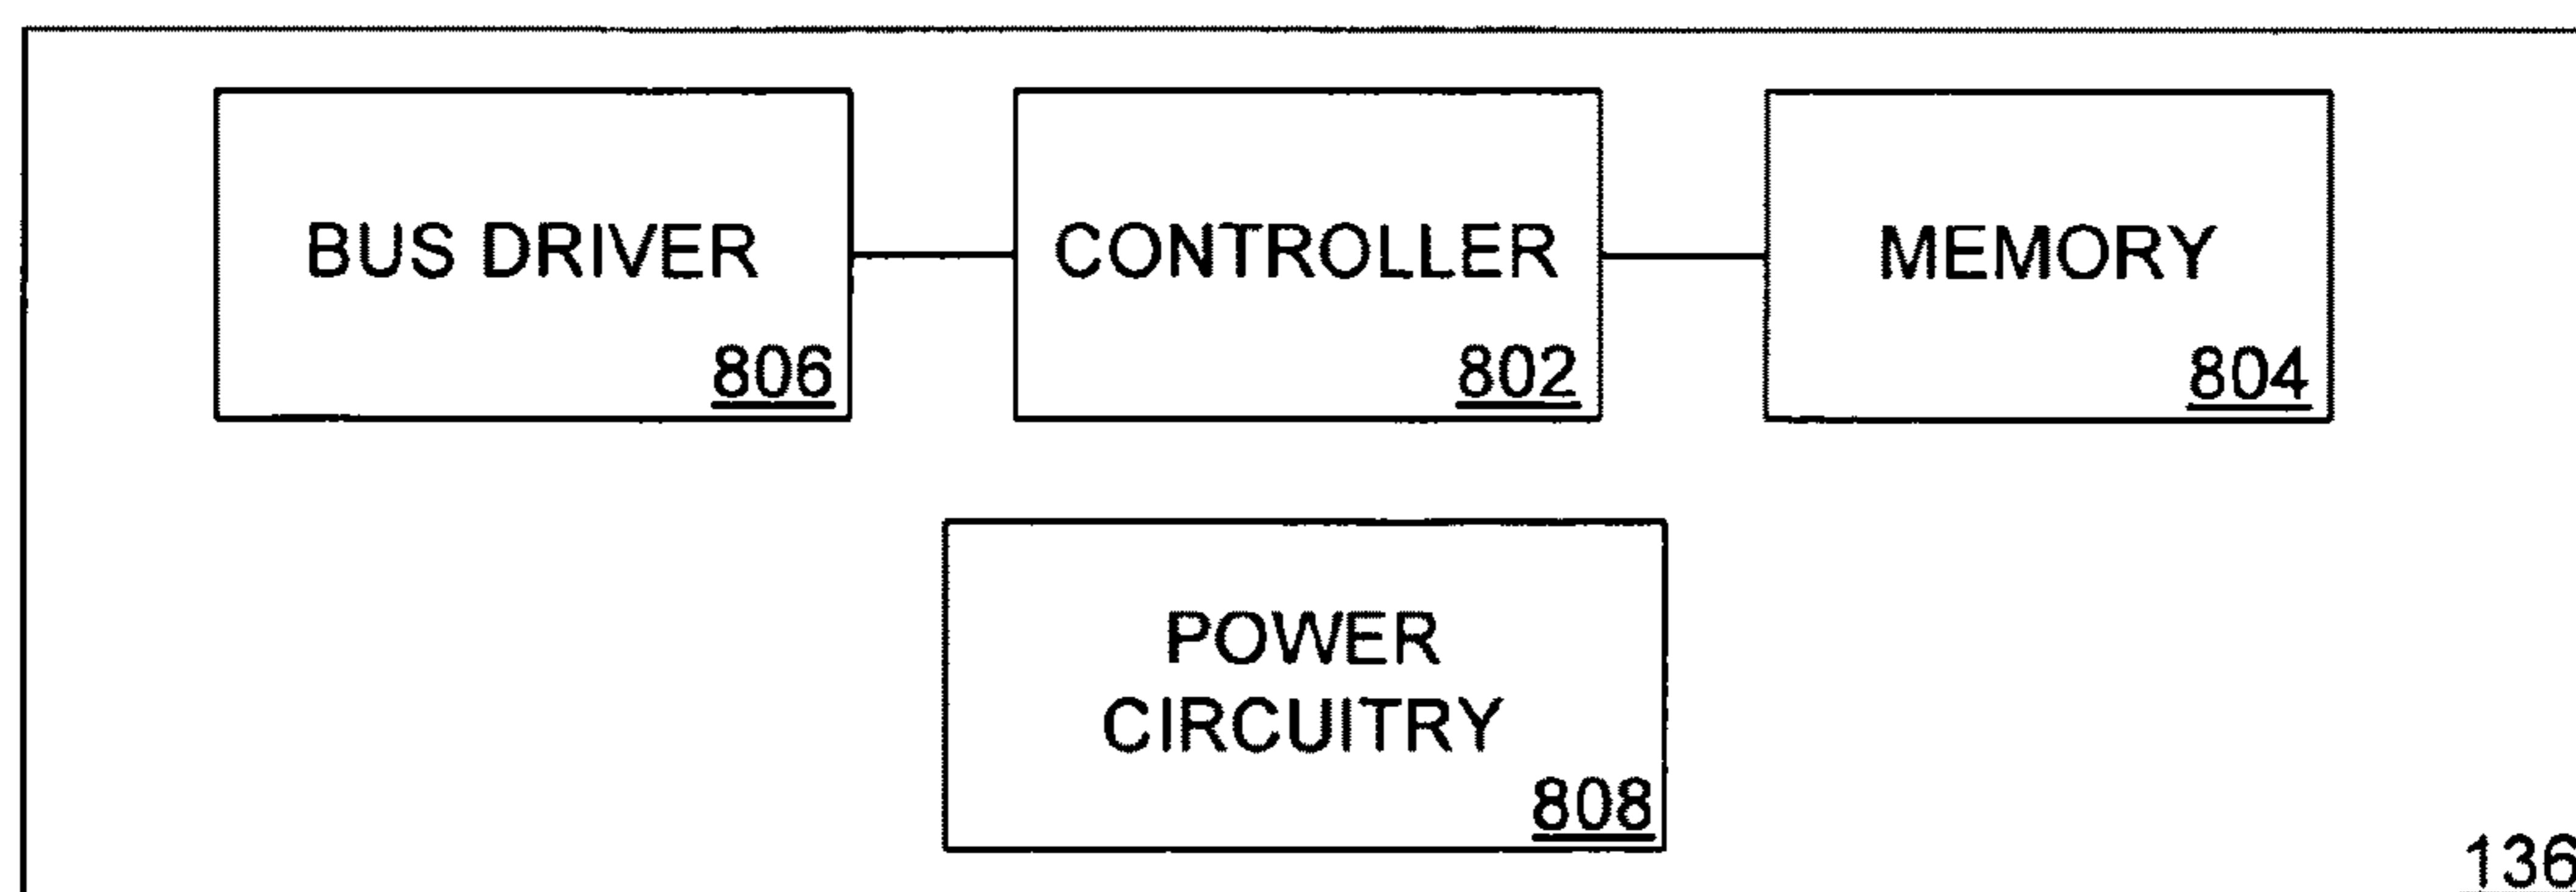 BUS DRIVER
806
CONTROLLER
802
MEMORY
804
POWER
CIRCUITRY
808
136